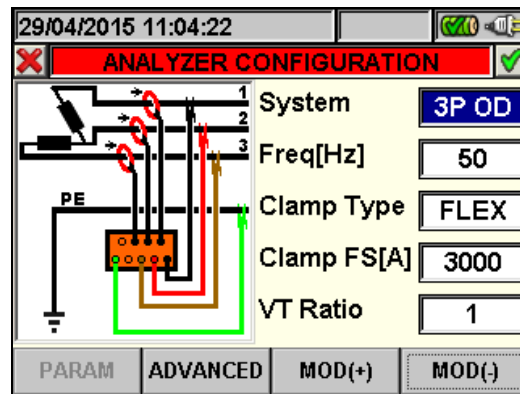 29/04/2015 11:04:22
ANALYZER CONFIGURATION
1
2
3
PE
System 3P OD
Freq[Hz] 50
Clamp Type FLEX
Clamp FS[A] 3000
VT Ratio 1
PARAM ADVANCED MOD(+) MOD(-)